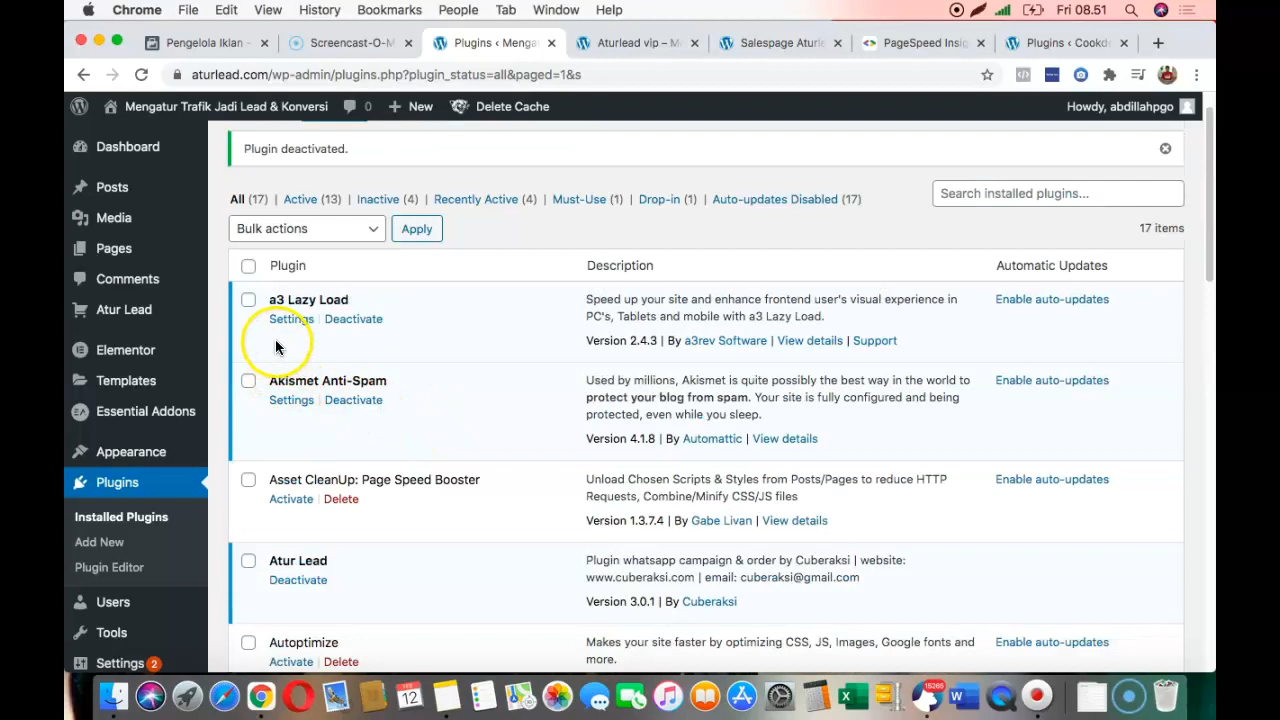 Chrome File Edit View History Bookmarks People Tab Window Help Fri 08.51
Pengelola Iklan - Screencast-O-M Plugins < Menga Aturlead vip – M Salespage Aturle PageSpeed Insig Plugins < Cookd
aturlead.com/wp-admin/plugins.php?plugin_status=all&paged=1&s
Mengatur Trafik Jadi Lead & Konversi 0 New Delete Cache Howdy, abdillahpgo
Dashboard
Posts
Media
Pages
Comments
Atur Lead
Elementor
Templates
Essential Addons
Appearance
Plugins
Installed Plugins
Add New
Plugin Editor
Users
Tools
Settings 2
Plugin deactivated.
All (17) | Active (13) | Inactive (4) | Recently Active (4) | Must-Use (1) | Drop-in (1) | Auto-updates Disabled (17)
Search installed plugins...
Bulk actions Apply 17 items
Plugin Description Automatic Updates
a3 Lazy Load
Settings | Deactivate
Speed up your site and enhance frontend user's visual experience in
PC's, Tablets and mobile with a3 Lazy Load.
Version 2.4.3 | By a3rev Software | View details | Support
Enable auto-updates
Akismet Anti-Spam
Settings | Deactivate
Used by millions, Akismet is quite possibly the best way in the world to
protect your blog from spam. Your site is fully configured and being
protected, even while you sleep.
Version 4.1.8 | By Automattic | View details
Enable auto-updates
Asset CleanUp: Page Speed Booster
Activate | Delete
Unload Chosen Scripts & Styles from Posts/Pages to reduce HTTP
Requests, Combine/Minify CSS/JS files
Version 1.3.7.4 | By Gabe Livan | View details
Enable auto-updates
Atur Lead
Deactivate
Plugin whatsapp campaign & order by Cuberaksi | website:
www.cuberaksi.com | email: cuberaksi@gmail.com
Version 3.0.1 | By Cuberaksi
Autoptimize
Activate | Delete
Makes your site faster by optimizing CSS, JS, Images, Google fonts and
more.
Enable auto-updates
FEB
12
15265